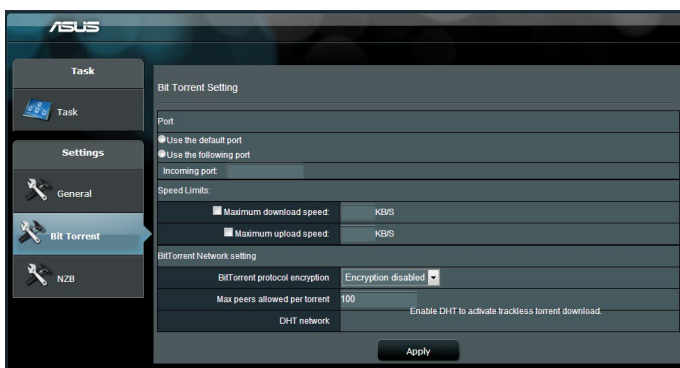 ASUS
Task
Task
Settings
General
Bit Torrent
NZB
Bit Torrent Setting
Port
Use the default port
Use the following port
Incoming port:
Speed Limits:
Maximum download speed: KB/S
Maximum upload speed: KB/S
BitTorrent Network setting
BitTorrent protocol encryption Encryption disabled
Max peers allowed per torrent 100
DHT network Enable DHT to activate trackless torrent download.
Apply